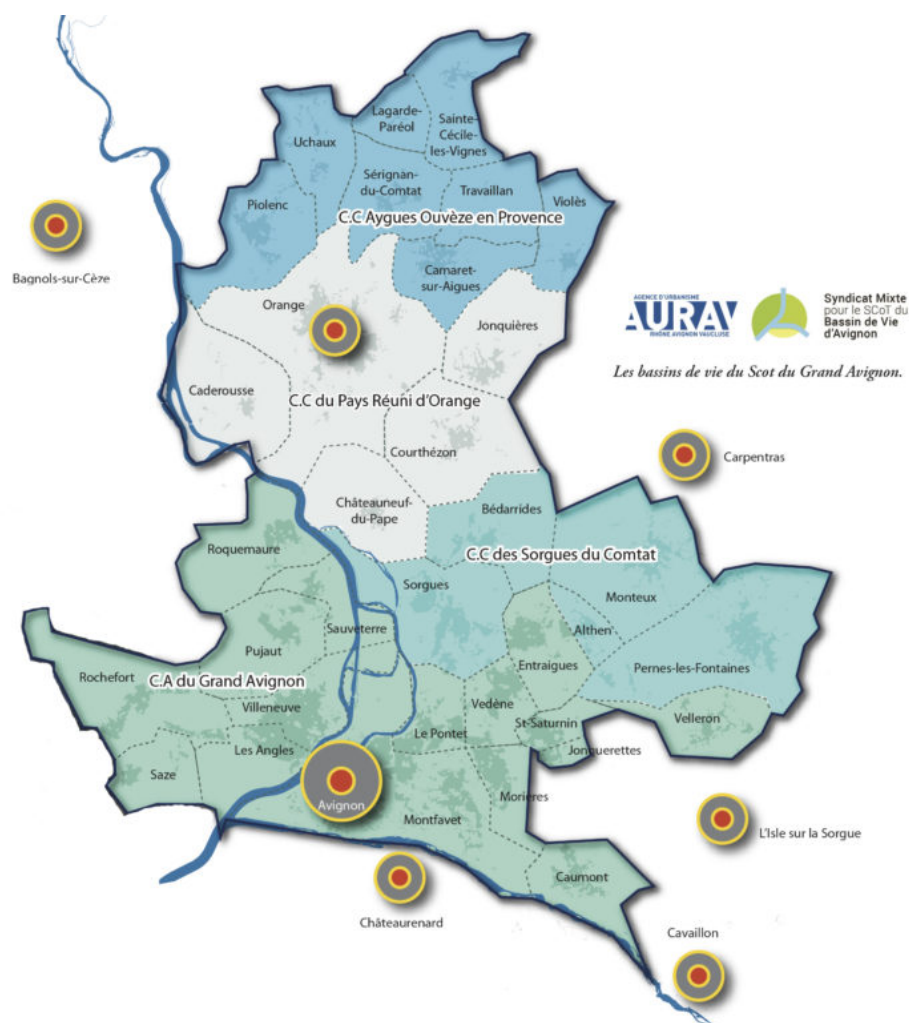 Lagarde-
Paréol
Sainte-
Cécile-
les-Vignes
Uchaux
Sérignan-
du-Comtat
Travaillan
Violès
Piolenc
C.C Aygues Ouvèze en Provence
Bagnols-sur-Cèze
Camaret-
sur-Aigues
Orange
Jonquières
AGENCE D'URBANISME
AURAV
RHÔNE AVIGNON VAUCLUSE
Syndicat Mixte
pour le SCoT du
Bassin de Vie
d'Avignon
Les bassins de vie du Scot du Grand Avignon.
Caderousse
C.C du Pays Réuni d'Orange
Courthézon
Carpentras
Châteauneuf-
du-Pape
Bédarrides
Roquemaure
C.C des Sorgues du Comtat
Sorgues
Monteux
Sauveterre
Althen
Pujaut
Entraigues
Pernes-les-Fontaines
Rochefort
C.A du Grand Avignon
Villeneuve
Vedène
Velleron
St-Saturnin
Le Pontet
Les Angles
Jonquerettes
Saze
Morières
Avignon
Montfavet
L'Isle sur la Sorgue
Caumont
Châteaurenard
Cavaillon